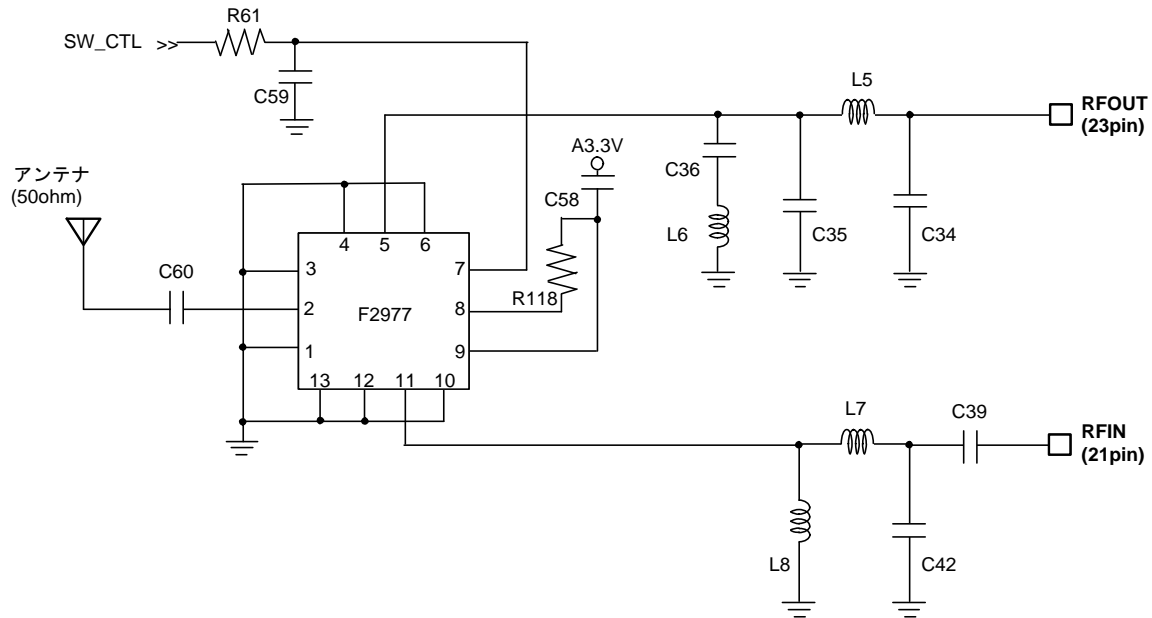 R61
SW_CTL >>
C59
L5
RFOUT
(23pin)
A3.3V
C36
C58
アンテナ
(50ohm)
L6
C35
C34
4
5
6
C60
3
7
R118
2
F2977
8
1
9
13
12
11
10
L7
C39
RFIN
(21pin)
L8
C42